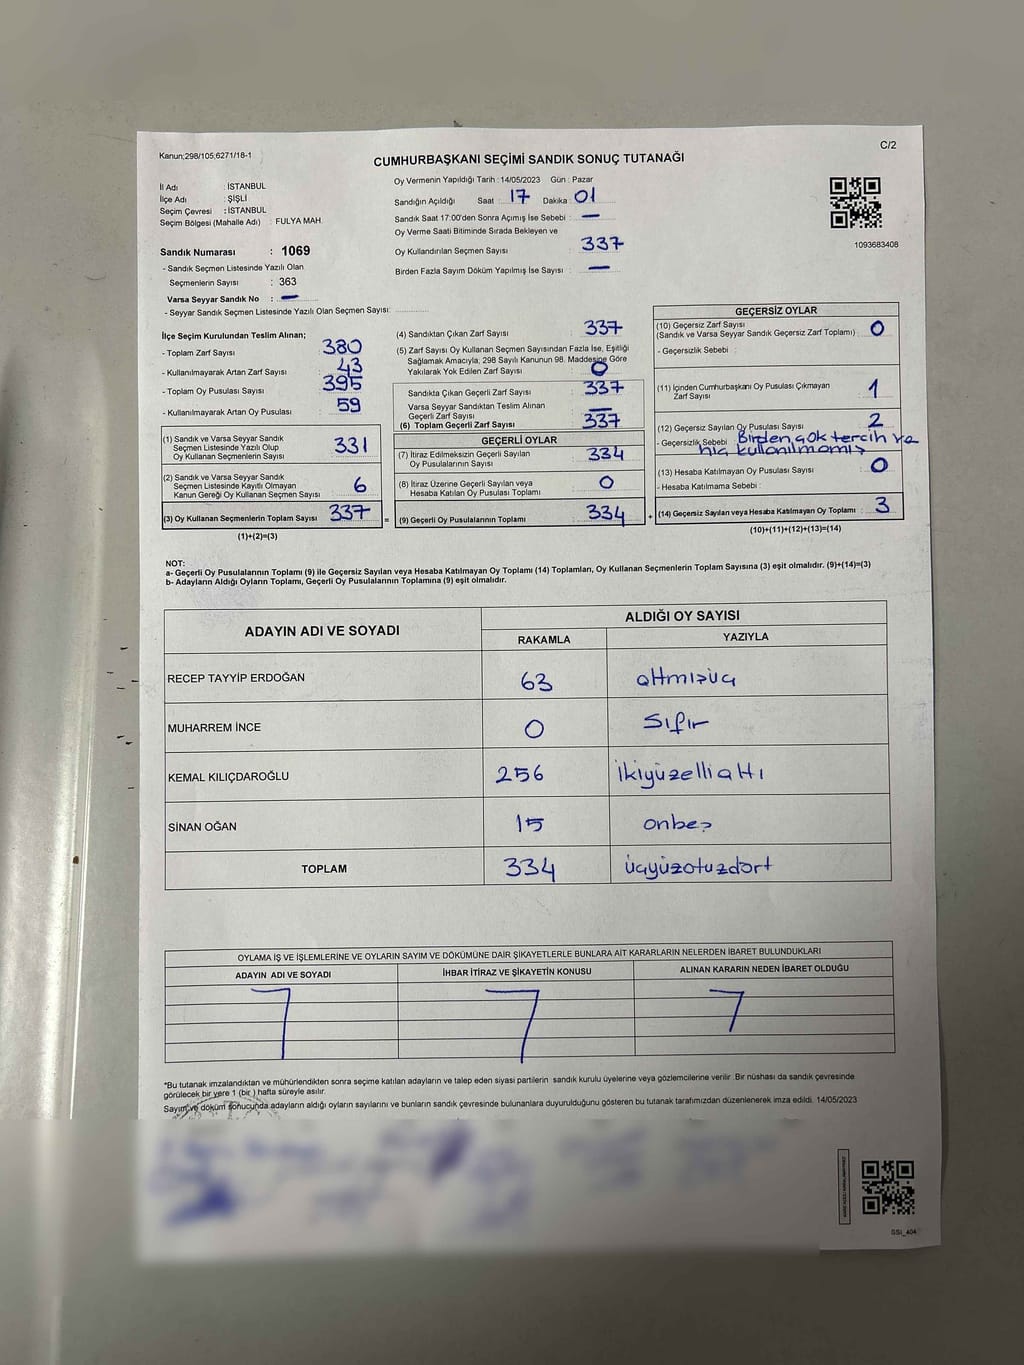 Kanun;298/105;6271/18-1
C/2
CUMHURBAŞKANI SEÇİMİ SANDIK SONUÇ TUTANAĞI
İl Adı : İSTANBUL
İlçe Adı : ŞİŞLİ
Seçim Çevresi : İSTANBUL
Seçim Bölgesi (Mahalle Adı) : FULYA MAH.
Sandık Numarası : 1069
- Sandık Seçmen Listesinde Yazılı Olan
Seçmenlerin Sayısı : 363
Varsa Seyyar Sandık No : —
- Seyyar Sandık Seçmen Listesinde Yazılı Olan Seçmen Sayısı:
Oy Vermenin Yapıldığı Tarih : 14/05/2023 Gün : Pazar
Sandığın Açıldığı Saat : 17 Dakika : 01
Sandık Saat 17:00'den Sonra Açımış İse Sebebi : —
Oy Verme Saati Bitiminde Sırada Bekleyen ve
Oy Kullandırılan Seçmen Sayısı : 337
Birden Fazla Sayım Döküm Yapılmış İse Sayısı : —
1093683408
İlçe Seçim Kurulundan Teslim Alınan;
- Toplam Zarf Sayısı : 380
- Kullanılmayarak Artan Zarf Sayısı : 43
- Toplam Oy Pusulası Sayısı : 395
- Kullanılmayarak Artan Oy Pusulası : 59
(1) Sandık ve Varsa Seyyar Sandık
Seçmen Listesinde Yazılı Olup
Oy Kullanan Seçmenlerin Sayısı : 331
(2) Sandık ve Varsa Seyyar Sandık
Seçmen Listesinde Kayıtlı Olmayan
Kanun Gereği Oy Kullanan Seçmen Sayısı : 6
(3) Oy Kullanan Seçmenlerin Toplam Sayısı : 337
(1)+(2)=(3)
=
(4) Sandıktan Çıkan Zarf Sayısı : 337
(5) Zarf Sayısı Oy Kullanan Seçmen Sayısından Fazla İse, Eşitliği
Sağlamak Amacıyla; 298 Sayılı Kanunun 98. Maddesine Göre
Yakılarak Yok Edilen Zarf Sayısı : 0
Sandıkta Çıkan Geçerli Zarf Sayısı : 337
Varsa Seyyar Sandıktan Teslim Alınan
Geçerli Zarf Sayısı : —
(6) Toplam Geçerli Zarf Sayısı : 337
GEÇERLİ OYLAR
(7) İtiraz Edilmeksizin Geçerli Sayılan
Oy Pusulalarının Sayısı : 334
(8) İtiraz Üzerine Geçerli Sayılan veya
Hesaba Katılan Oy Pusulası Toplamı : 0
(9) Geçerli Oy Pusulalarının Toplamı : 334
+
GEÇERSİZ OYLAR
(10) Geçersiz Zarf Sayısı
(Sandık ve Varsa Seyyar Sandık Geçersiz Zarf Toplamı) : 0
- Geçersizlik Sebebi :
(11) İçinden Cumhurbaşkanı Oy Pusulası Çıkmayan
Zarf Sayısı : 1
(12) Geçersiz Sayılan Oy Pusulası Sayısı : 2
- Geçersizlik Sebebi : Birden çok tercih ve
hiç kullanılmamış
(13) Hesaba Katılmayan Oy Pusulası Sayısı : 0
- Hesaba Katılmama Sebebi :
(14) Geçersiz Sayılan veya Hesaba Katılmayan Oy Toplamı : 3
(10)+(11)+(12)+(13)=(14)
NOT:
a- Geçerli Oy Pusulalarının Toplamı (9) ile Geçersiz Sayılan veya Hesaba Katılmayan Oy Toplamı (14) Toplamları, Oy Kullanan Seçmenlerin Toplam Sayısına (3) eşit olmalıdır. (9)+(14)=(3)
b- Adayların Aldığı Oyların Toplamı, Geçerli Oy Pusulalarının Toplamına (9) eşit olmalıdır.
ADAYIN ADI VE SOYADI
ALDIĞI OY SAYISI
RAKAMLA YAZIYLA
RECEP TAYYİP ERDOĞAN 63 altmışüç
MUHARREM İNCE 0 Sıfır
KEMAL KILIÇDAROĞLU 256 ikiyüzellialtı
SİNAN OĞAN 15 onbeş
TOPLAM 334 üçyüzotuzdört
OYLAMA İŞ VE İŞLEMLERİNE VE OYLARIN SAYIM VE DÖKÜMÜNE DAİR ŞİKAYETLERLE BUNLARA AİT KARARLARIN NELERDEN İBARET BULUNDUKLARI
ADAYIN ADI VE SOYADI İHBAR İTİRAZ VE ŞİKAYETİN KONUSU ALINAN KARARIN NEDEN İBARET OLDUĞU
*Bu tutanak imzalandıktan ve mühürlendikten sonra seçime katılan adayların ve talep eden siyasi partilerin sandık kurulu üyelerine veya gözlemcilerine verilir. Bir nüshası da sandık çevresinde
görülecek bir yere 1 (bir ) hafta süreyle asılır.
Sayım ve döküm sonucunda adayların aldığı oyların sayılarını ve bunların sandık çevresinde bulunanlara duyurulduğunu gösteren bu tutanak tarafımızdan düzenlenerek imza edildi. 14/05/2023
GSI_404